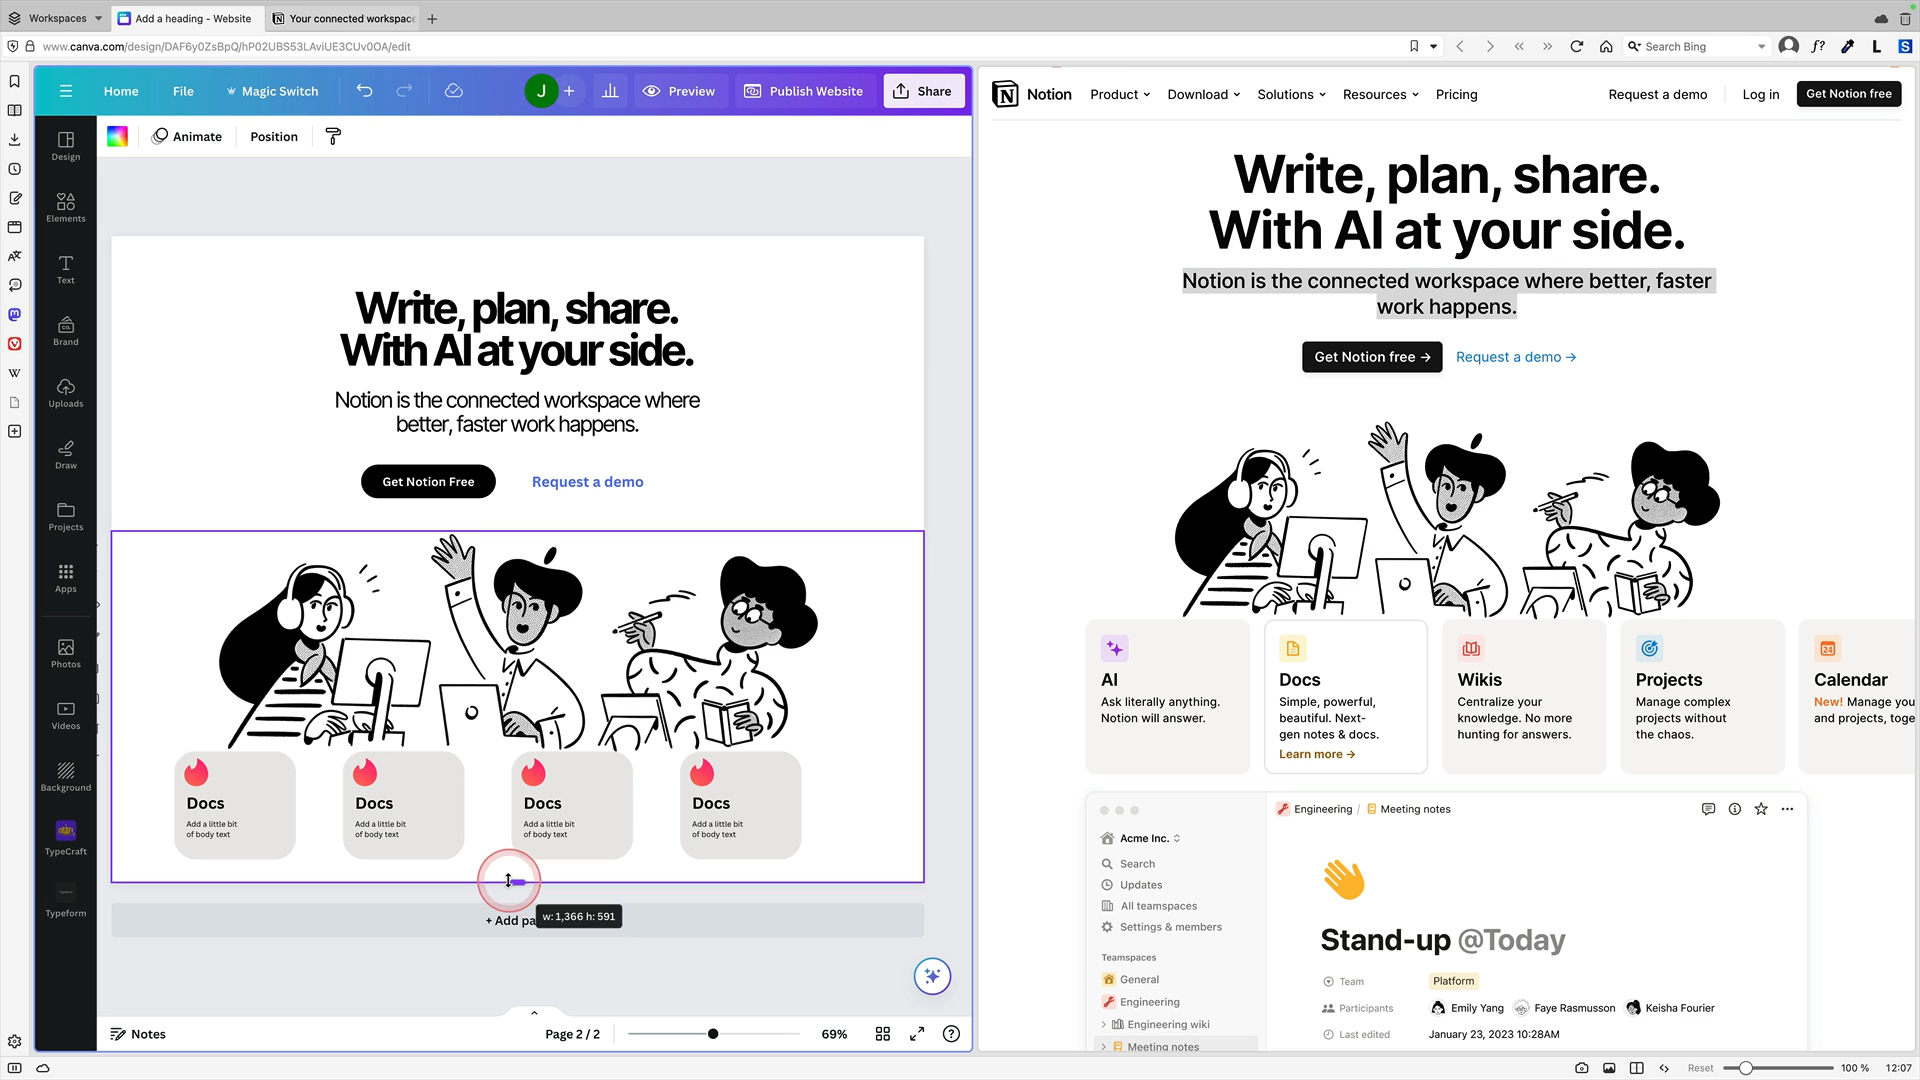 Workspaces
Add a heading - Website
Your connected workspace
www.canva.com/design/DAF6y0ZsBpQ/hP02UBS53LAviUE3CUv0OA/edit
Search Bing
Home
File
Magic Switch
J
Preview
Publish Website
Share
Animate
Position
Design
Elements
Text
Brand
Uploads
Draw
Projects
Apps
Photos
Videos
Background
TypeCraft
Typeform
Write, plan, share.
With AI at your side.
Notion is the connected workspace where
better, faster work happens.
Get Notion Free
Request a demo
Docs
Add a little bit
of body text
Docs
Add a little bit
of body text
Docs
Add a little bit
of body text
Docs
Add a little bit
of body text
+ Add pa
w: 1,366 h: 591
Notes
Page 2 / 2
69%
Notion
Product
Download
Solutions
Resources
Pricing
Request a demo
Log in
Get Notion free
Write, plan, share.
With AI at your side.
Notion is the connected workspace where better, faster
work happens.
Get Notion free →
Request a demo →
AI
Ask literally anything.
Notion will answer.
Docs
Simple, powerful,
beautiful. Next-
gen notes & docs.
Learn more →
Wikis
Centralize your
knowledge. No more
hunting for answers.
Projects
Manage complex
projects without
the chaos.
24
Calendar
New! Manage you
and projects, toge
Engineering / Meeting notes
Acme Inc.
Search
Updates
All teamspaces
Settings & members
Teamspaces
General
Engineering
Engineering wiki
Meeting notes
Stand-up @Today
Team
Platform
Participants
Emily Yang
Faye Rasmusson
Keisha Fourier
Last edited
January 23, 2023 10:28AM
Reset
100 %
12:07